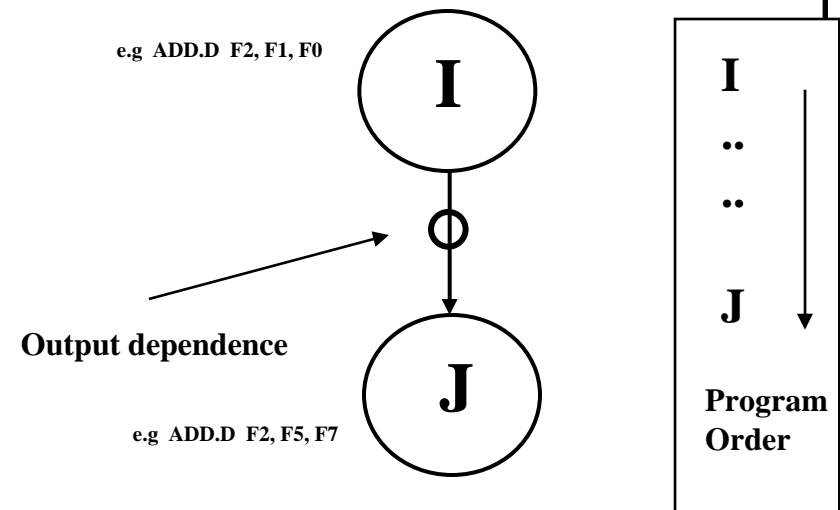 e.g ADD.D F2, F1, F0
I
Output dependence
J
e.g ADD.D F2, F5, F7
I
..
..
J
Program
Order